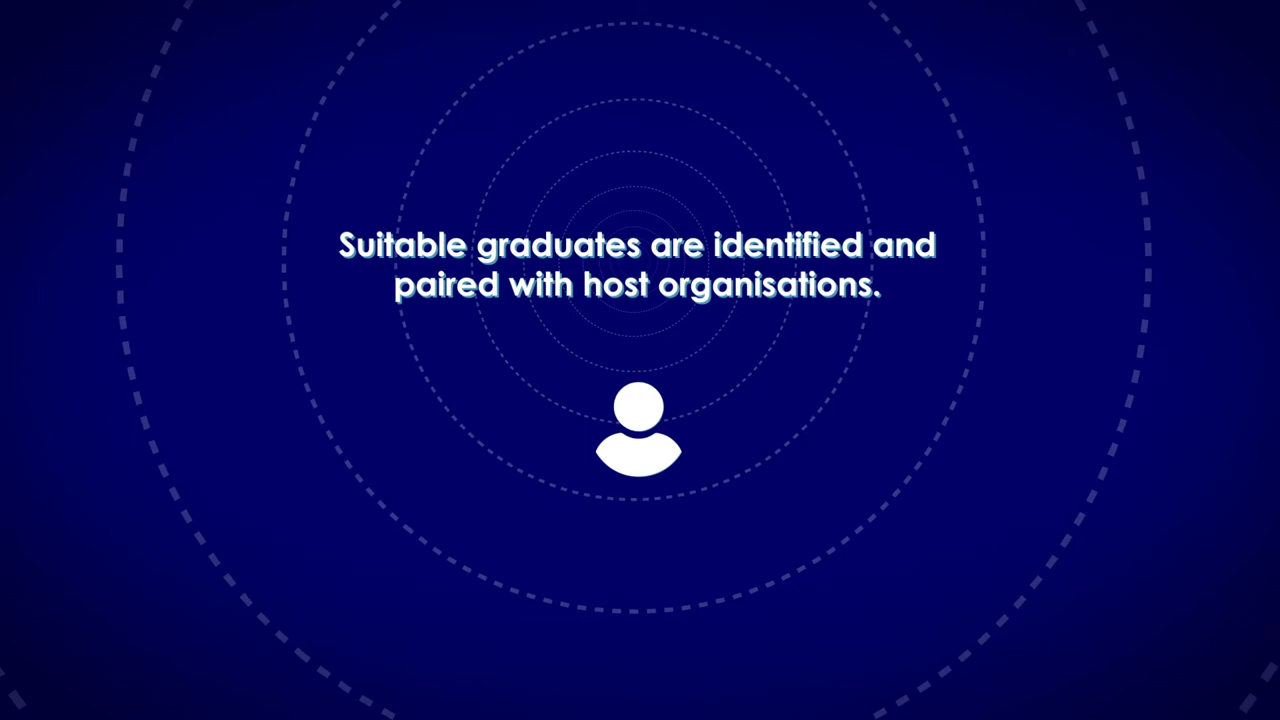 Suitable graduates are identified and
paired with host organisations.